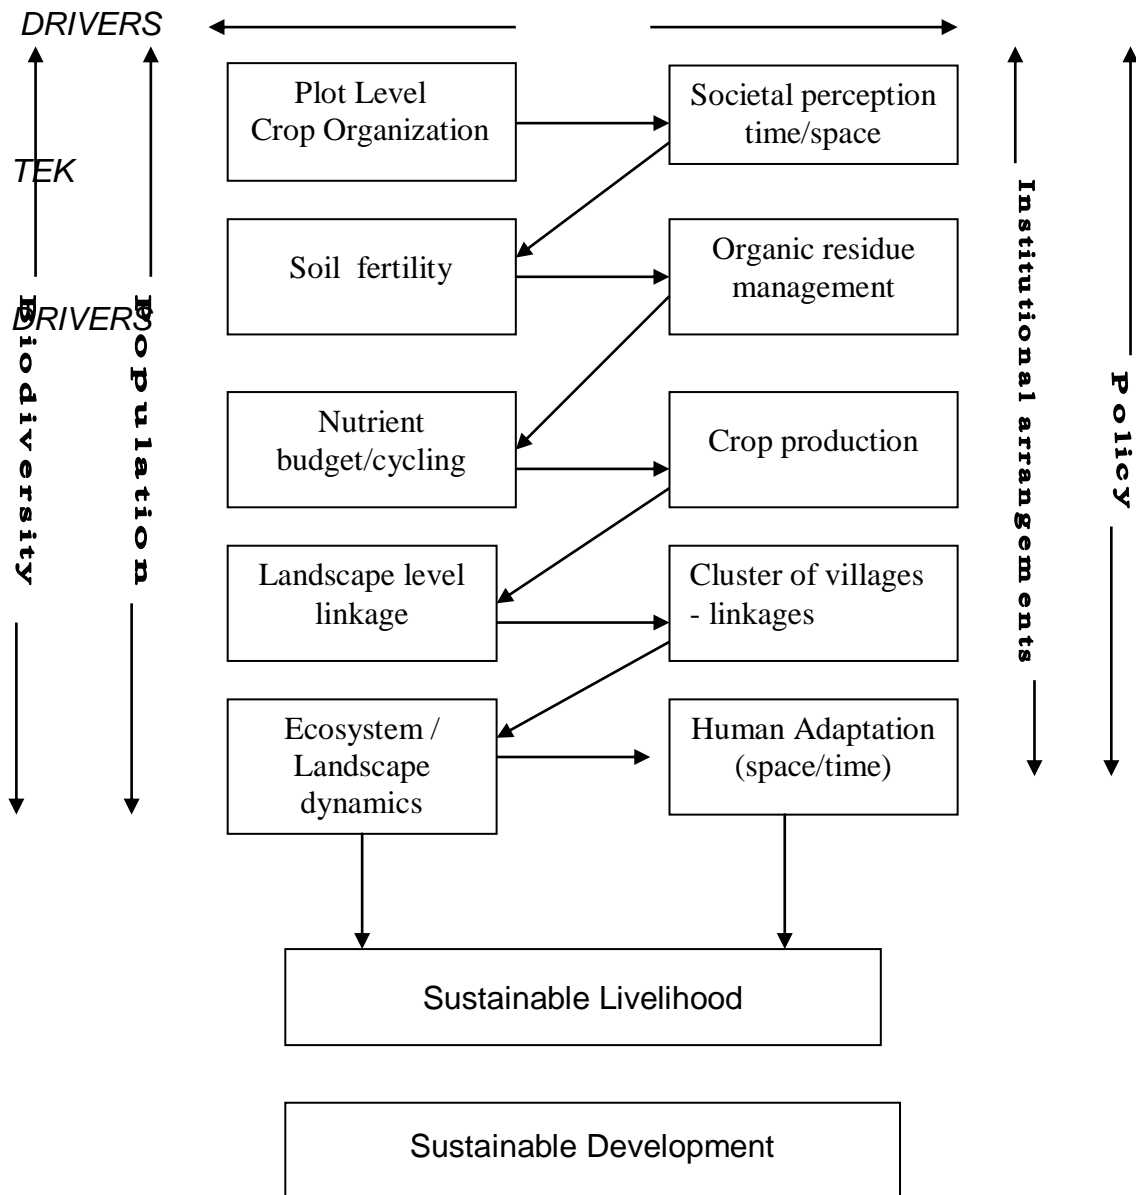 DRIVERS
Plot Level
Crop Organization
Societal perception
time/space
TEK
Soil fertility
Organic residue
management
DRIVERS
Biodiversity
Population
Institutional arrangements
Policy
Nutrient
budget/cycling
Crop production
Landscape level
linkage
Cluster of villages
- linkages
Ecosystem /
Landscape
dynamics
Human Adaptation
(space/time)
Sustainable Livelihood
Sustainable Development